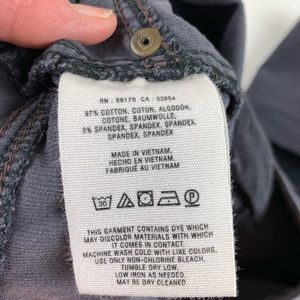 RN : 66170 CA : 32054
97% COTTON, COTON, ALGODON,
COTONE, BAUMWOLLE,
3% SPANDEX, SPANDEX, SPANDEX,
SPANDEX, SPANDEX
MADE IN VIETNAM,
HECHO EN VIETNAM,
FABRIQUÉ AU VIETNAM
30
THIS GARMENT CONTAINS DYE WHICH
MAY DISCOLOR MATERIALS WITH WHICH
IT COMES IN CONTACT.
MACHINE WASH COLD WITH LIKE COLORS,
USE ONLY NON-CHLORINE BLEACH,
TUMBLE DRY LOW,
LOW IRON AS NEEDED.
MAY BE DRY CLEANED